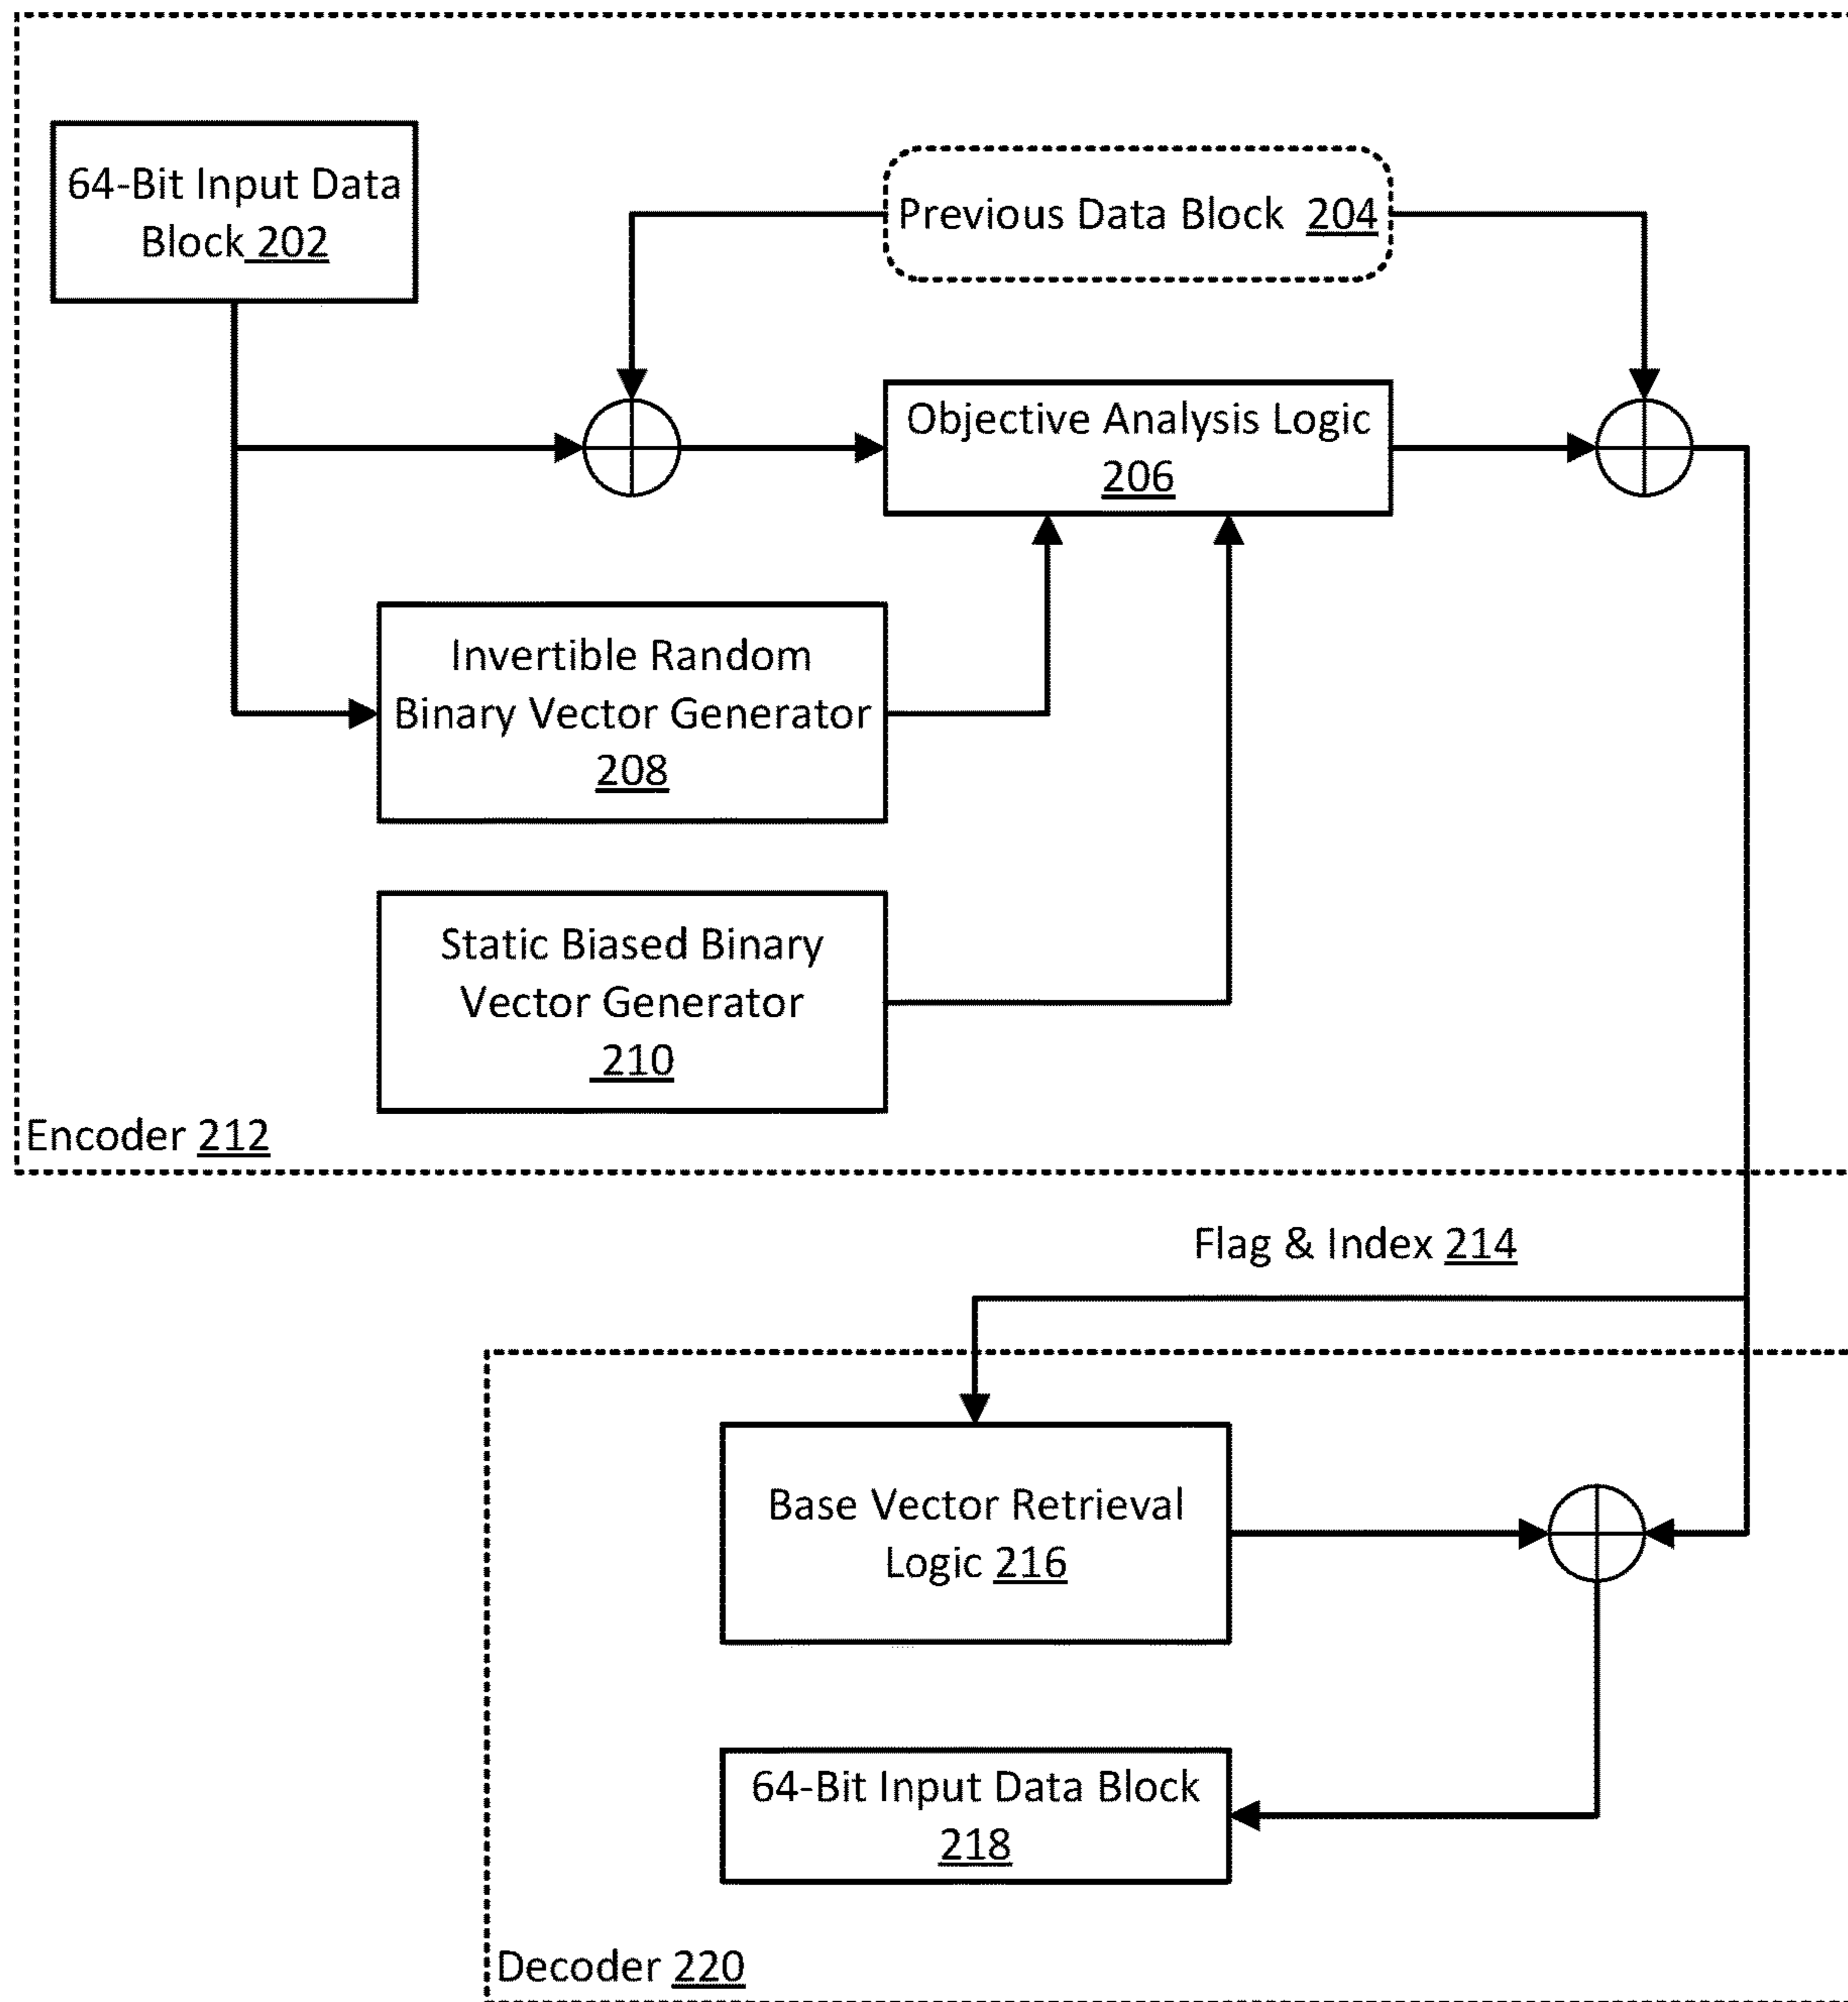 64-Bit Input Data
Block 202
Previous Data Block 204
Objective Analysis Logic
206
Invertible Random
Binary Vector Generator
208
Static Biased Binary
Vector Generator
210
Encoder 212
Flag & Index 214
Base Vector Retrieval
Logic 216
64-Bit Input Data Block
218
Decoder 220